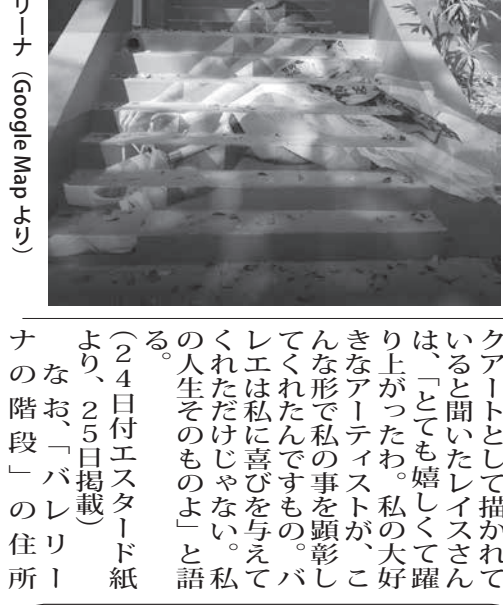 リーナ（Google Map より）
クアートとして描かれて
いると聞いたレイスさん
は、「とても嬉しくて躍
り上がったわ。私の大好
きなアーティストが、こ
んな形で私の事を顕彰し
てくれたんですもの。バ
レエは私に喜びを与えて
くれただけじゃない。私
の人生そのものよ」と語
る。
（24日付エスタード紙
より、25日掲載）
なお、「バレリー
ナの階段」の住所